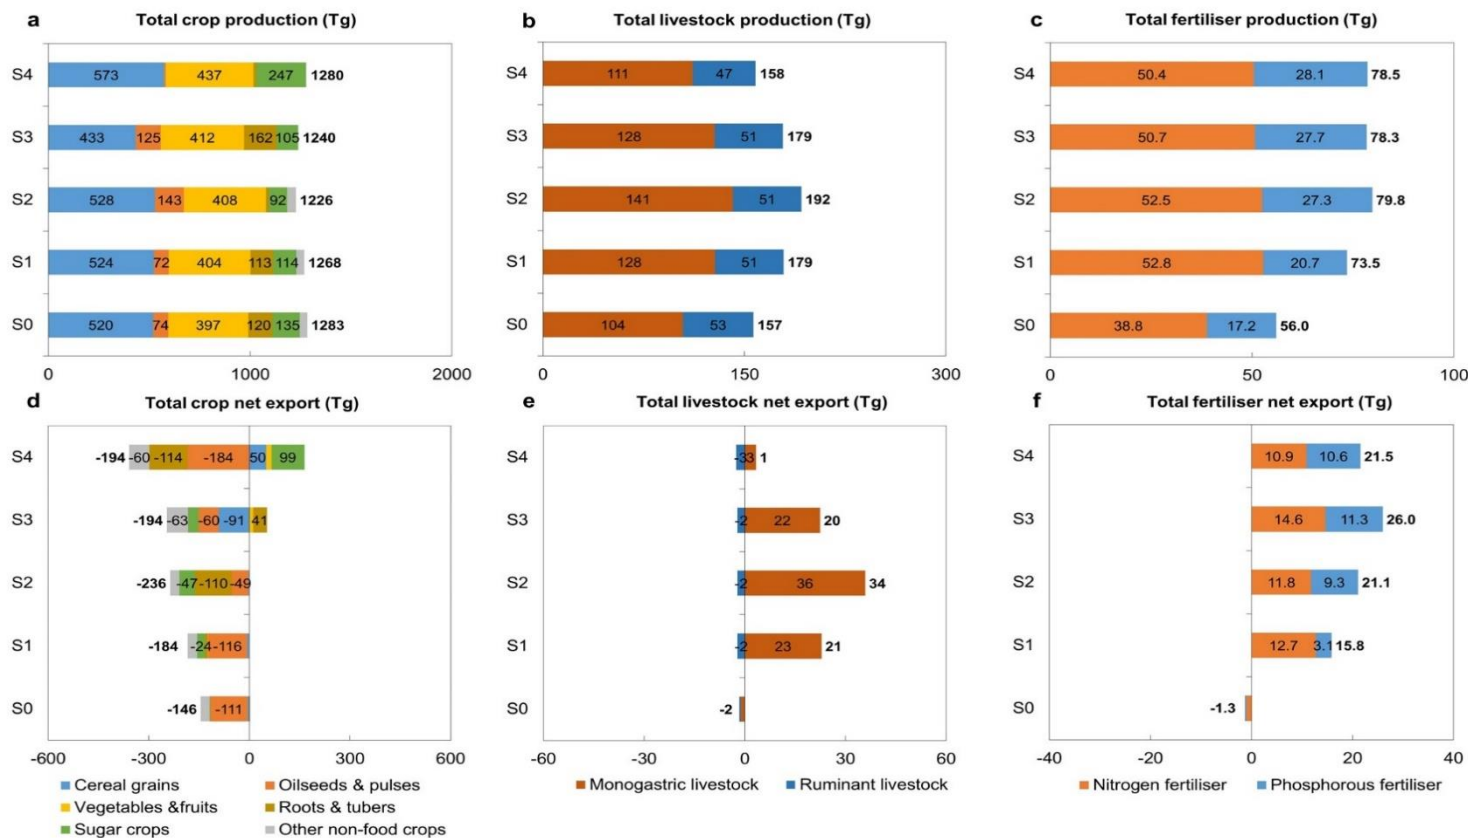 a Total crop production (Tg)
S4 573 437 247 1280
S3 433 125 412 162 105 1240
S2 528 143 408 92 1226
S1 524 72 404 113 114 1268
S0 520 74 397 120 135 1283
0 1000 2000
b Total livestock production (Tg)
S4 111 47 158
S3 128 51 179
S2 141 51 192
S1 128 51 179
S0 104 53 157
0 150 300
c Total fertiliser production (Tg)
S4 50.4 28.1 78.5
S3 50.7 27.7 78.3
S2 52.5 27.3 79.8
S1 52.8 20.7 73.5
S0 38.8 17.2 56.0
0 50 100
d Total crop net export (Tg)
S4 -194 -60 -114 -184 50 99
S3 -194 -63 -60 -91 41
S2 -236 -47 -110 -49
S1 -184 -24 -116
S0 -146 -111
-600 -300 0 300 600
Cereal grains Oilseeds & pulses
Vegetables &fruits Roots & tubers
Sugar crops Other non-food crops
e Total livestock net export (Tg)
S4 -3 3 1
S3 -2 22 20
S2 -2 36 34
S1 -2 23 21
S0 -2
-60 -30 0 30 60
Monogastric livestock Ruminant livestock
f Total fertiliser net export (Tg)
S4 10.9 10.6 21.5
S3 14.6 11.3 26.0
S2 11.8 9.3 21.1
S1 12.7 3.1 15.8
S0 -1.3
-40 -20 0 20 40
Nitrogen fertiliser Phosphorous fertiliser